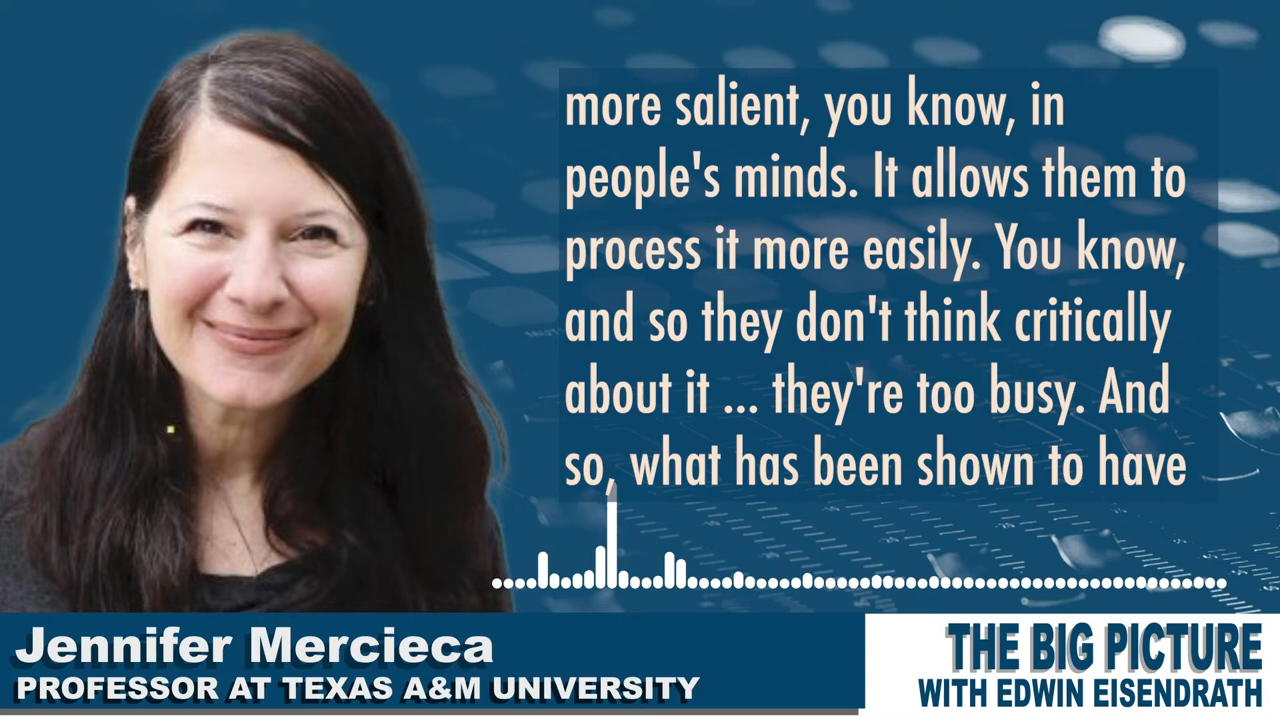 more salient, you know, in
people's minds. It allows them to
process it more easily. You know,
and so they don't think critically
about it ... they're too busy. And
so, what has been shown to have
Jennifer Mercieca
PROFESSOR AT TEXAS A&M UNIVERSITY
THE BIG PICTURE
WITH EDWIN EISENDRATH